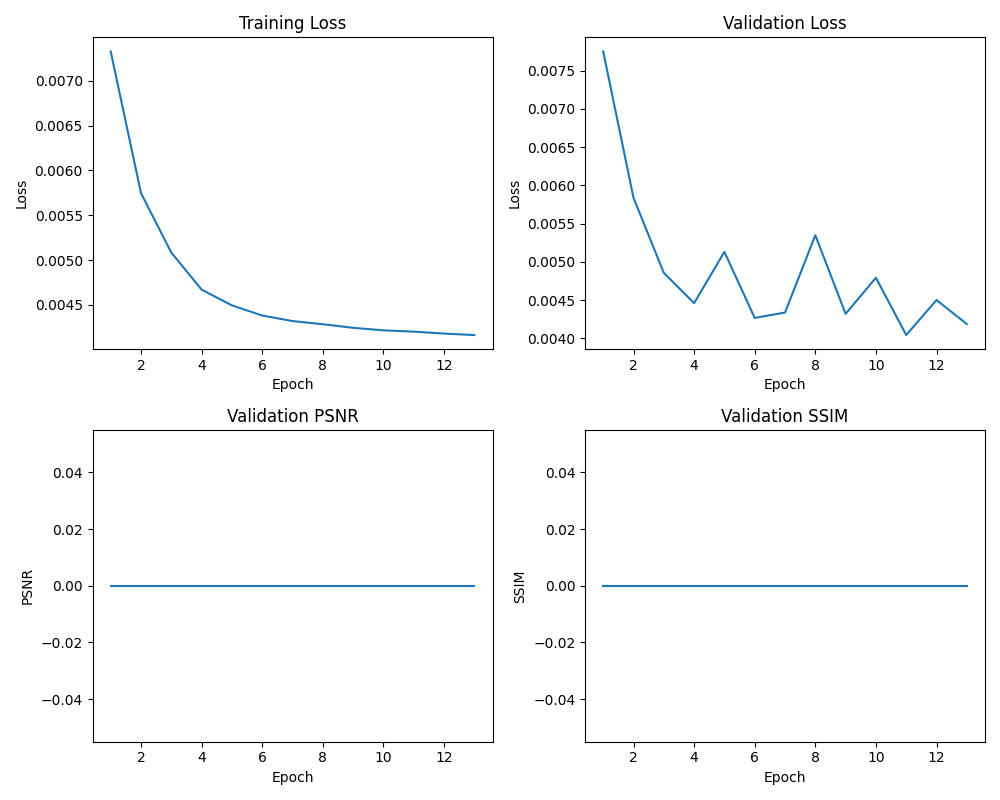 Training Loss
Validation Loss
0.0070
0.0065
0.0060
0.0055
0.0050
0.0045
Loss
2 4 6 8 10 12
Epoch
0.0075
0.0070
0.0065
0.0060
0.0055
0.0050
0.0045
0.0040
Loss
2 4 6 8 10 12
Epoch
Validation PSNR
Validation SSIM
0.04
0.02
0.00
−0.02
−0.04
PSNR
2 4 6 8 10 12
Epoch
0.04
0.02
0.00
−0.02
−0.04
SSIM
2 4 6 8 10 12
Epoch